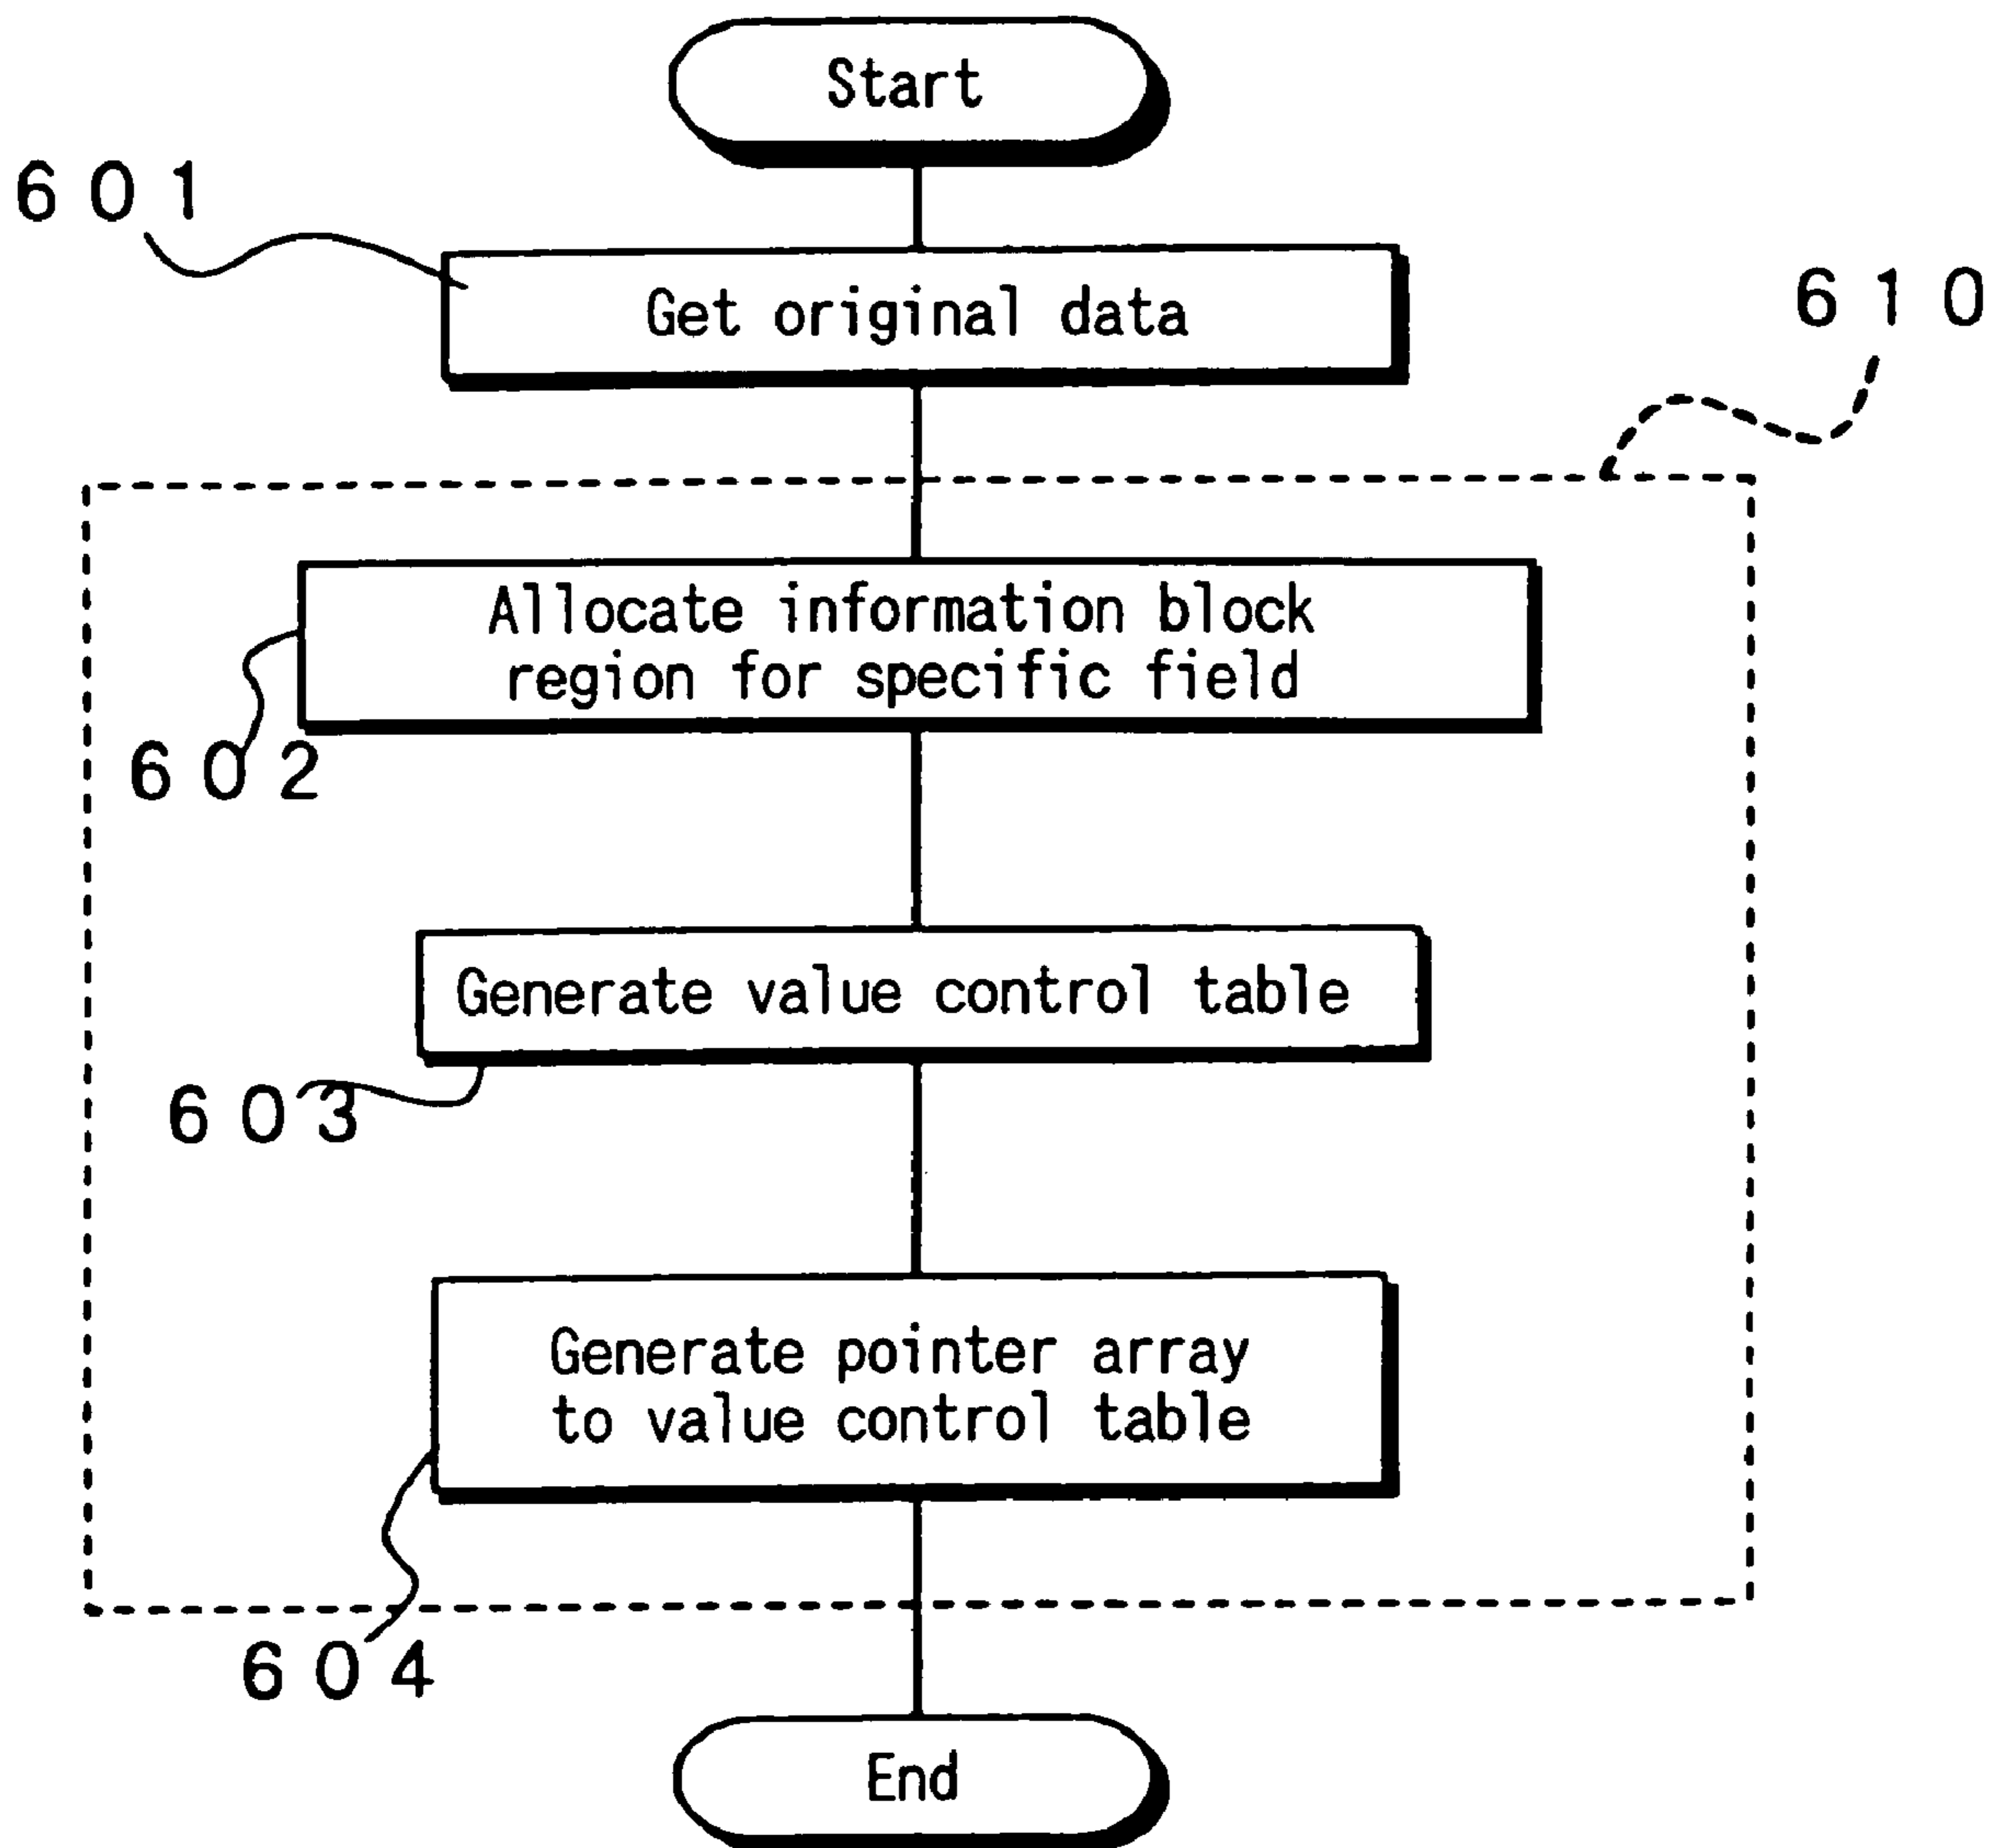 Start
601
Get original data
610
Allocate information block
region for specific field
602
Generate value control table
603
Generate pointer array
to value control table
604
End